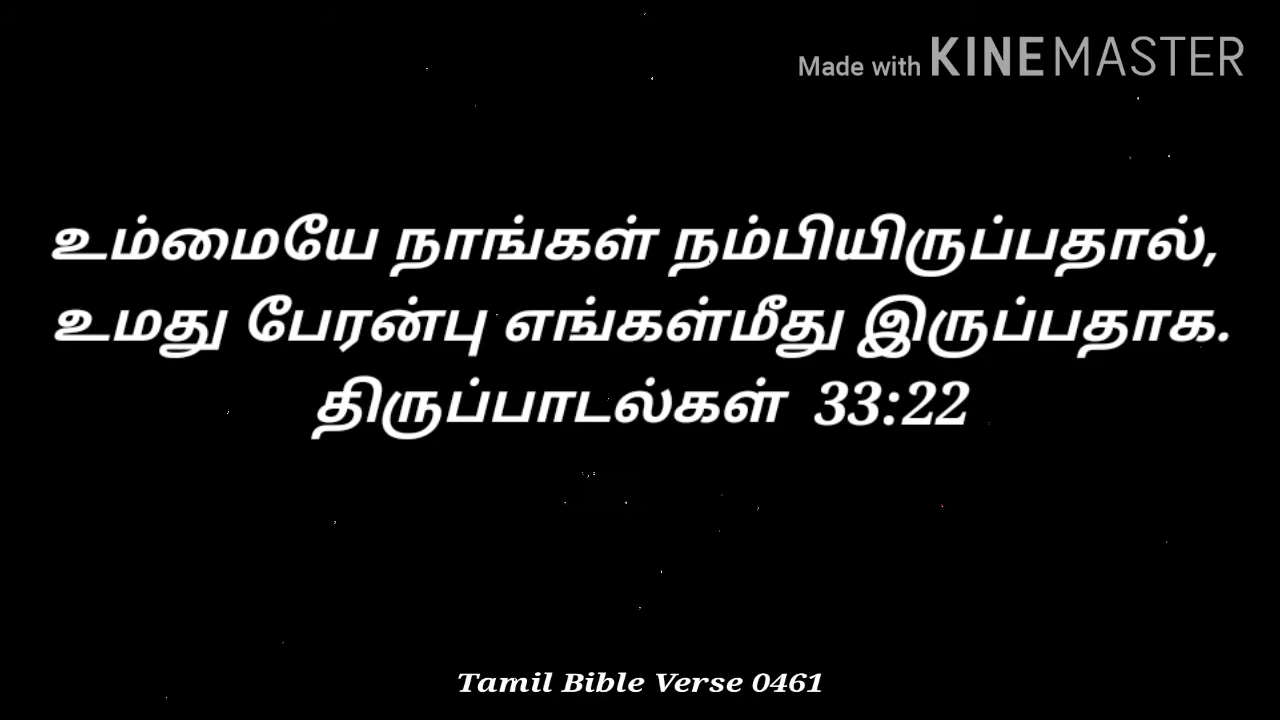 Made with KINEMASTER
உம்மையே நாங்கள் நம்பியிருப்பதால்,
உமது பேரன்பு எங்கள்மீது இருப்பதாக.
திருப்பாடல்கள் 33:22
Tamil Bible Verse 0461